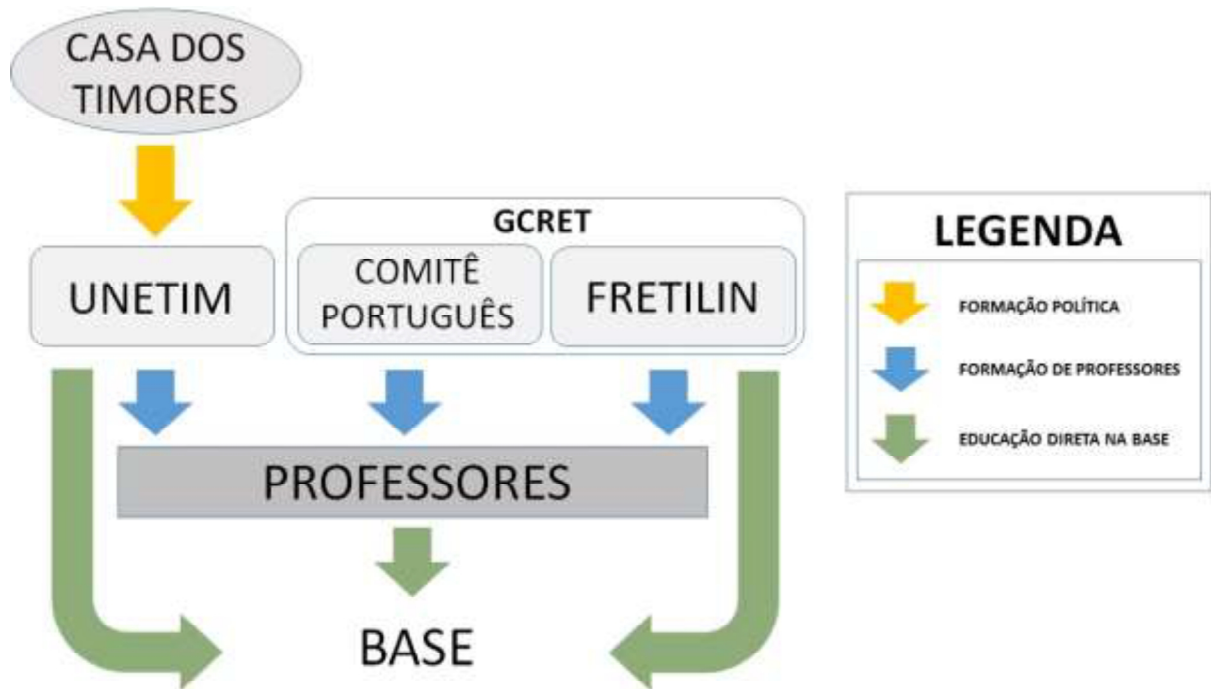 CASA DOS
TIMORES
UNETIM
GCRET
COMITÊ
PORTUGUÊS
FRETILIN
PROFESSORES
BASE
LEGENDA
FORMAÇÃO POLÍTICA
FORMAÇÃO DE PROFESSORES
EDUCAÇÃO DIRETA NA BASE